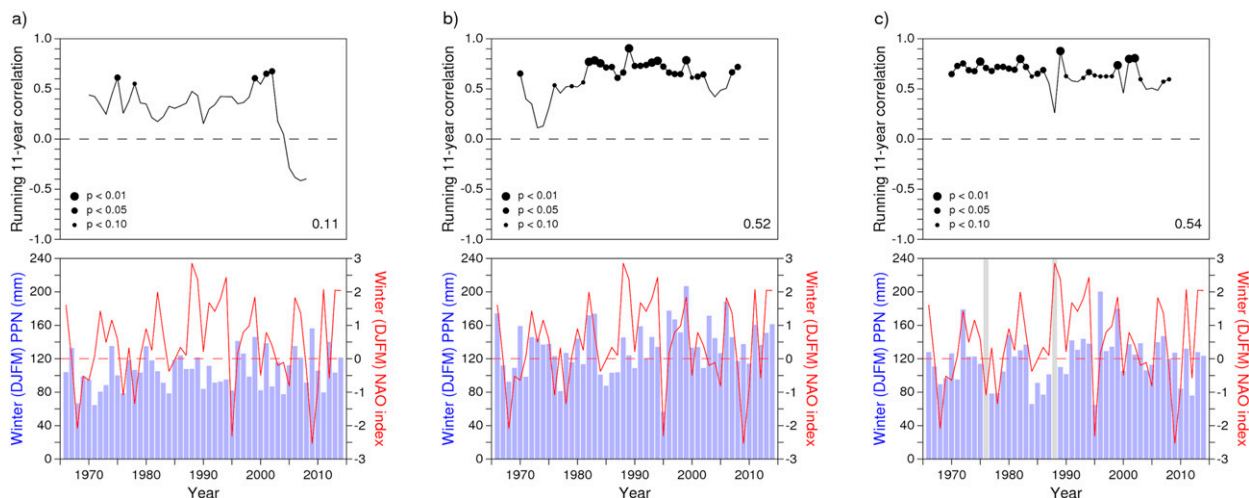 a)
1.0
0.5
0.0
-0.5
-1.0
Running 11-year correlation
p < 0.01
p < 0.05
p < 0.10
0.11
240
200
160
120
80
40
0
Winter (DJFM) PPN (mm)
3
2
1
0
-1
-2
-3
Winter (DJFM) NAO index
1970 1980 1990 2000 2010
Year
b)
1.0
0.5
0.0
-0.5
-1.0
Running 11-year correlation
p < 0.01
p < 0.05
p < 0.10
0.52
240
200
160
120
80
40
0
Winter (DJFM) PPN (mm)
3
2
1
0
-1
-2
-3
Winter (DJFM) NAO index
1970 1980 1990 2000 2010
Year
c)
1.0
0.5
0.0
-0.5
-1.0
Running 11-year correlation
p < 0.01
p < 0.05
p < 0.10
0.54
240
200
160
120
80
40
0
Winter (DJFM) PPN (mm)
3
2
1
0
-1
-2
-3
Winter (DJFM) NAO index
1970 1980 1990 2000 2010
Year